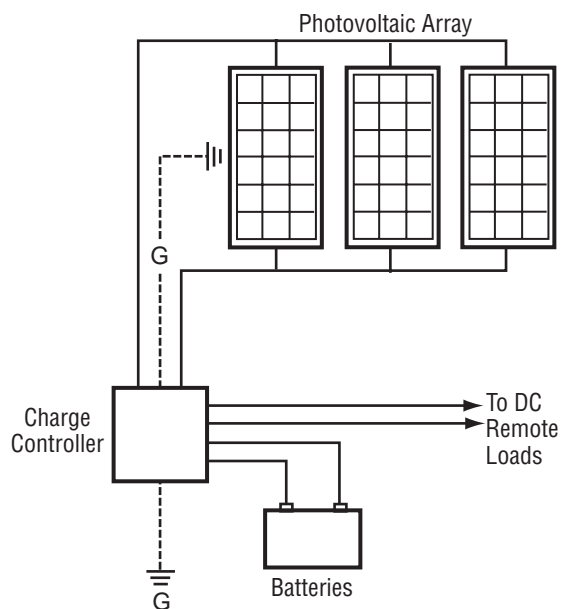 Photovoltaic Array
G
Charge
Controller
To DC
Remote
Loads
Batteries
G